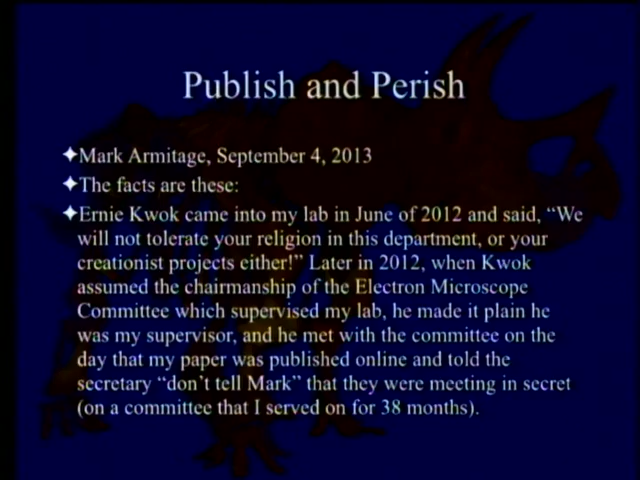 Publish and Perish
✦Mark Armitage, September 4, 2013
✦The facts are these:
✦Ernie Kwok came into my lab in June of 2012 and said, “We
will not tolerate your religion in this department, or your
creationist projects either!” Later in 2012, when Kwok
assumed the chairmanship of the Electron Microscope
Committee which supervised my lab, he made it plain he
was my supervisor, and he met with the committee on the
day that my paper was published online and told the
secretary “don’t tell Mark” that they were meeting in secret
(on a committee that I served on for 38 months).